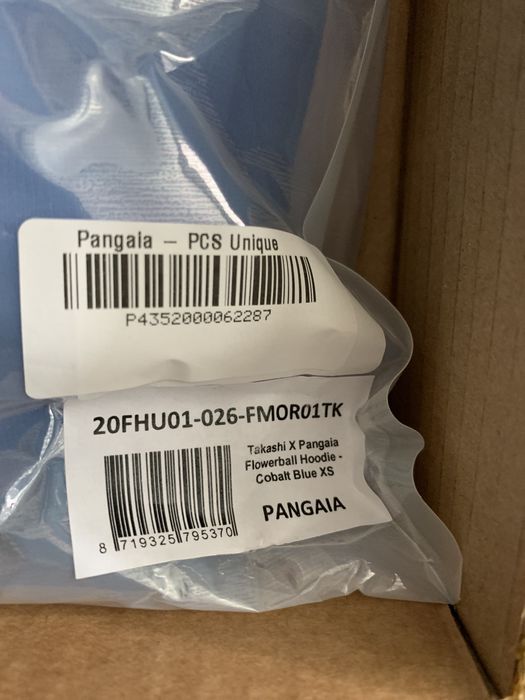 Pangaia – PCS Unique
P4352000062287
20FHU01-026-FMOR01TK
Takashi X Pangaia
Flowerball Hoodie -
Cobalt Blue XS
PANGAIA
8 719325 795370